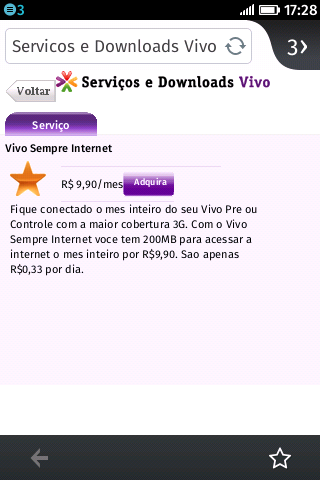 3 17:28
Servicos e Downloads Vivo 3
Voltar Serviços e Downloads Vivo
Serviço
Vivo Sempre Internet
R$ 9,90/mes Adquira
Fique conectado o mes inteiro do seu Vivo Pre ou
Controle com a maior cobertura 3G. Com o Vivo
Sempre Internet voce tem 200MB para acessar a
internet o mes inteiro por R$9,90. Sao apenas
R$0,33 por dia.